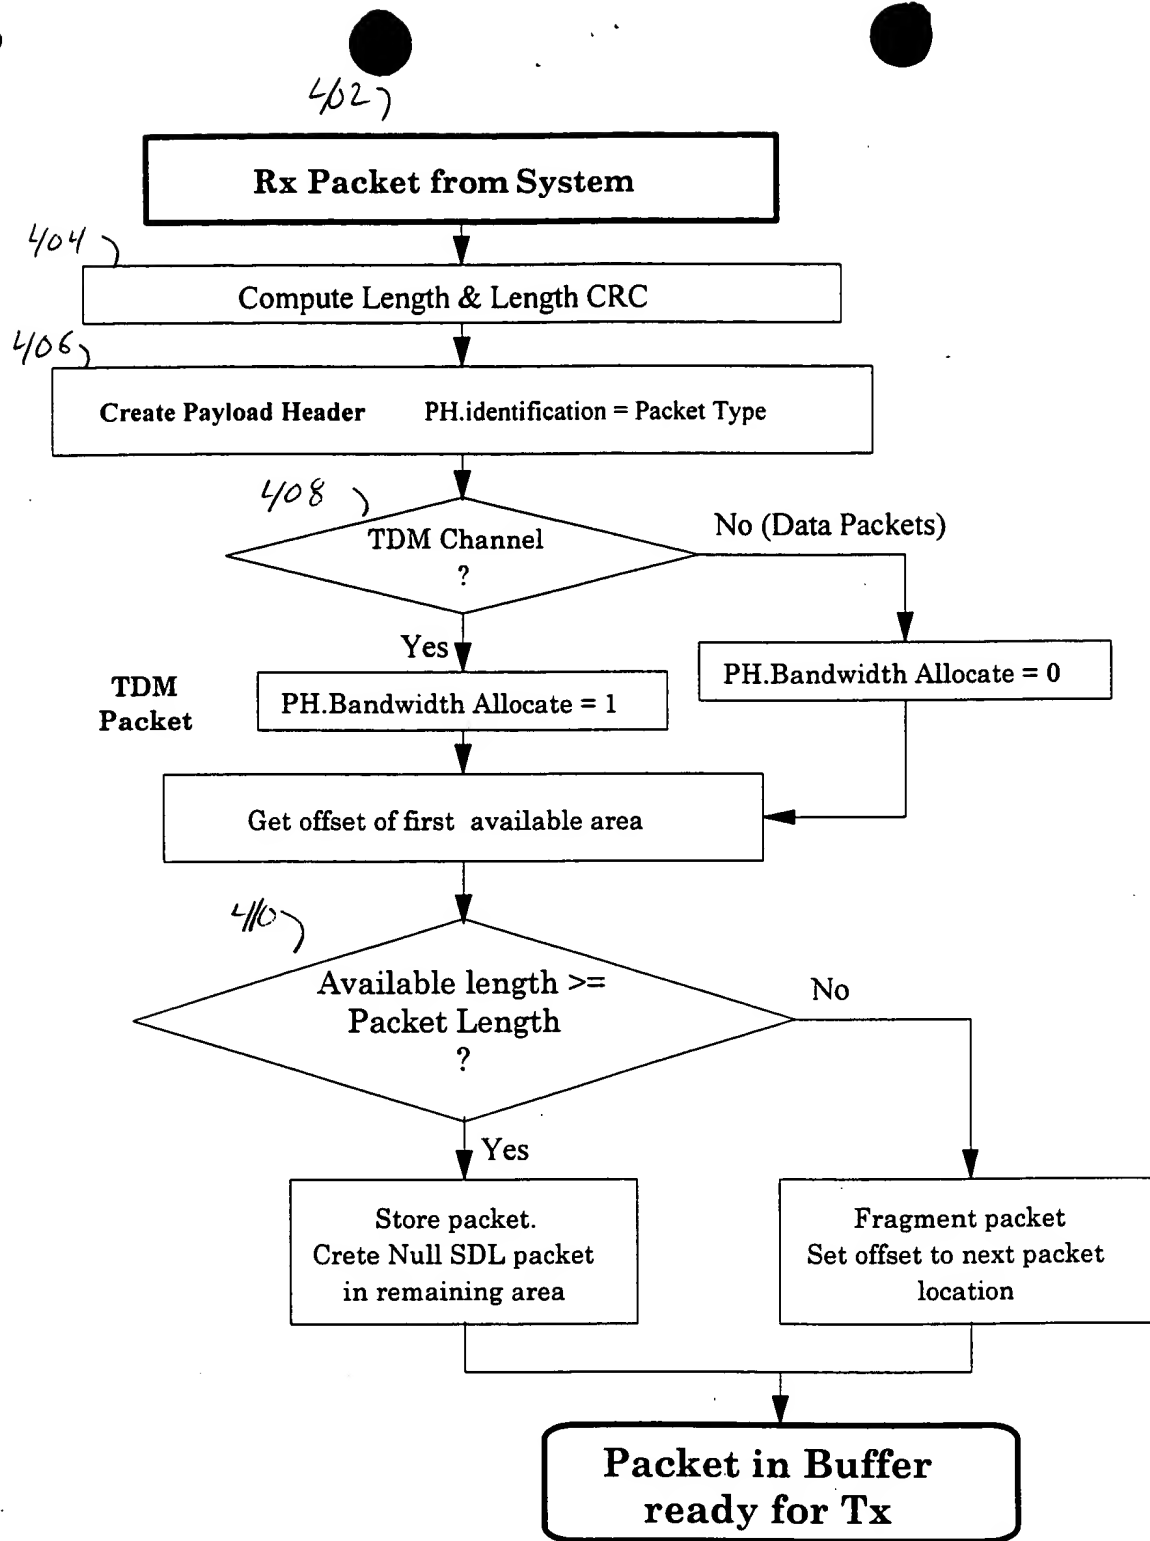 402
Rx Packet from System
404
Compute Length & Length CRC
406
Create Payload Header PH.identification = Packet Type
408
TDM Channel
?
No (Data Packets)
Yes
PH.Bandwidth Allocate = 0
TDM
Packet
PH.Bandwidth Allocate = 1
Get offset of first available area
410
Available length >=
Packet Length
?
No
Yes
Store packet.
Crete Null SDL packet
in remaining area
Fragment packet
Set offset to next packet
location
Packet in Buffer
ready for Tx